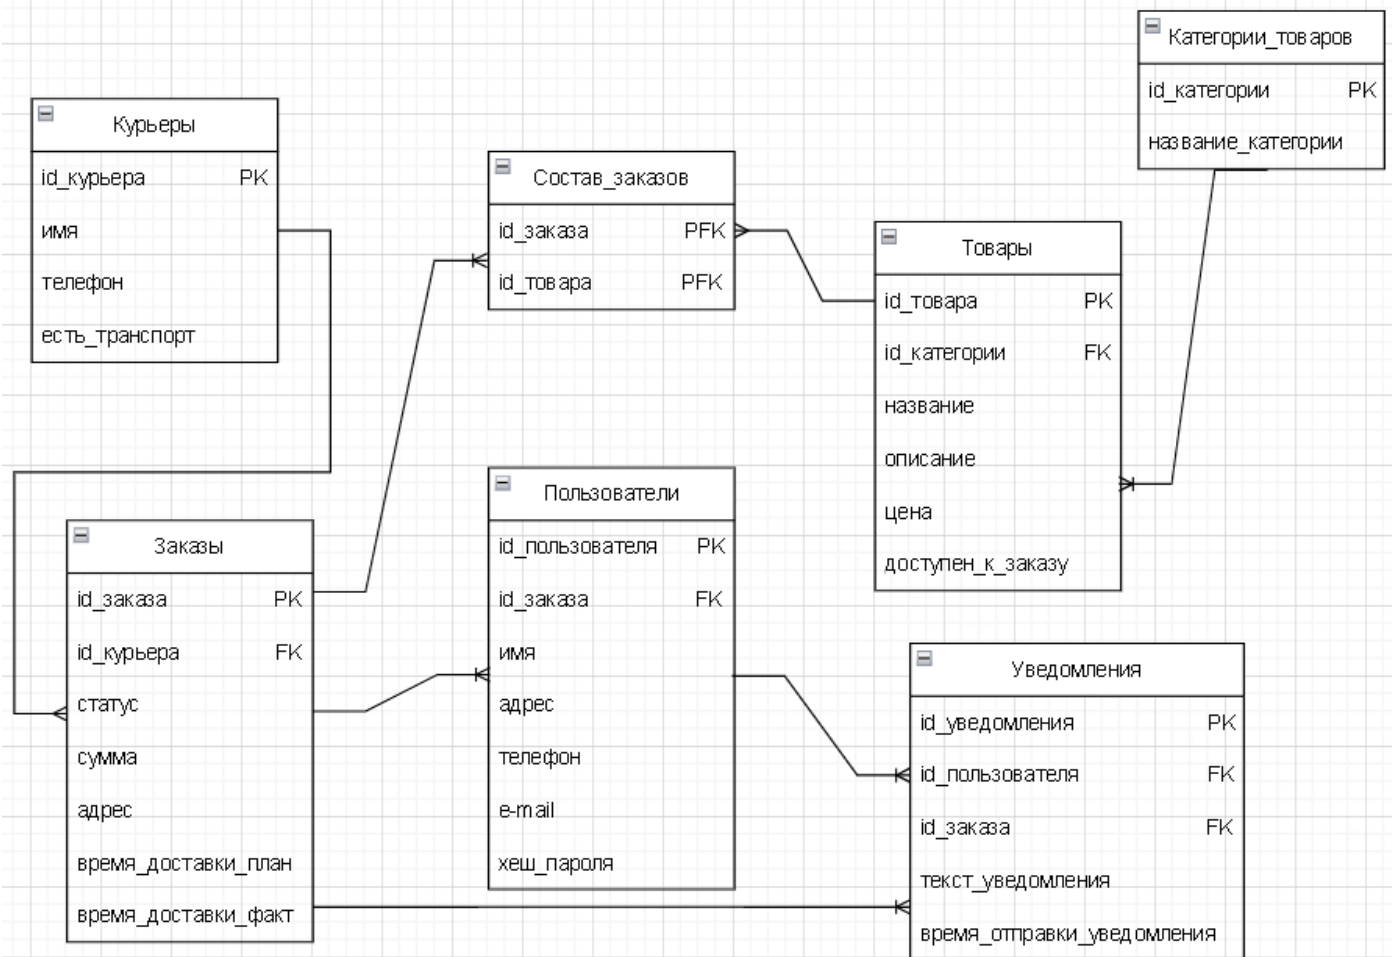 Категории_товаров
id_категории PK
название_категории
Курьеры
id_курьера PK
имя
телефон
есть_транспорт
Состав_заказов
id_заказа PFK
id_товара PFK
Товары
id_товара PK
id_категории FK
название
описание
цена
доступен_к_заказу
Заказы
id_заказа PK
id_курьера FK
статус
сумма
адрес
время_доставки_план
время_доставки_факт
Пользователи
id_пользователя PK
id_заказа FK
имя
адрес
телефон
e-mail
хеш_пароля
Уведомления
id_уведомления PK
id_пользователя FK
id_заказа FK
текст_уведомления
время_отправки_уведомления